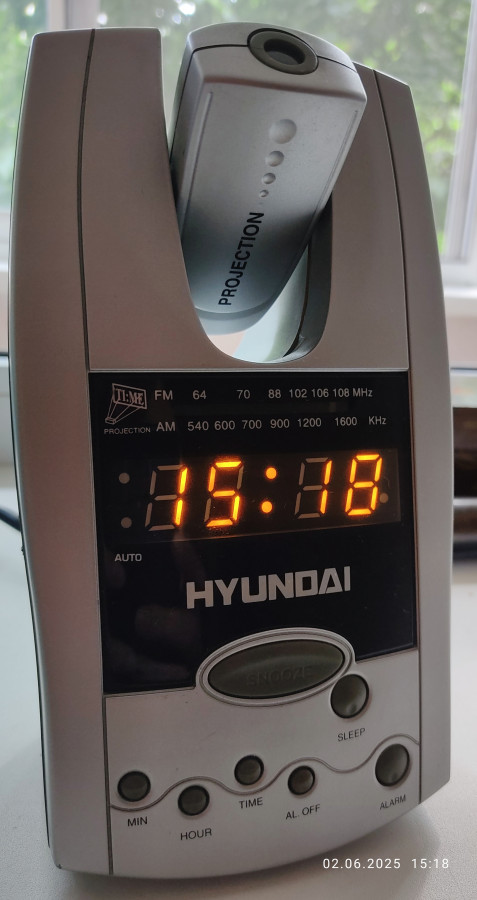 PROJECTION
TIME
PROJECTION
FM 64 70 88 102 106 108 MHz
AM 540 600 700 900 1200 1600 KHz
15:18
AUTO
HYUNDAI
SNOOZE
SLEEP
MIN
HOUR
TIME
AL. OFF
ALARM
02.06.2025 15:18